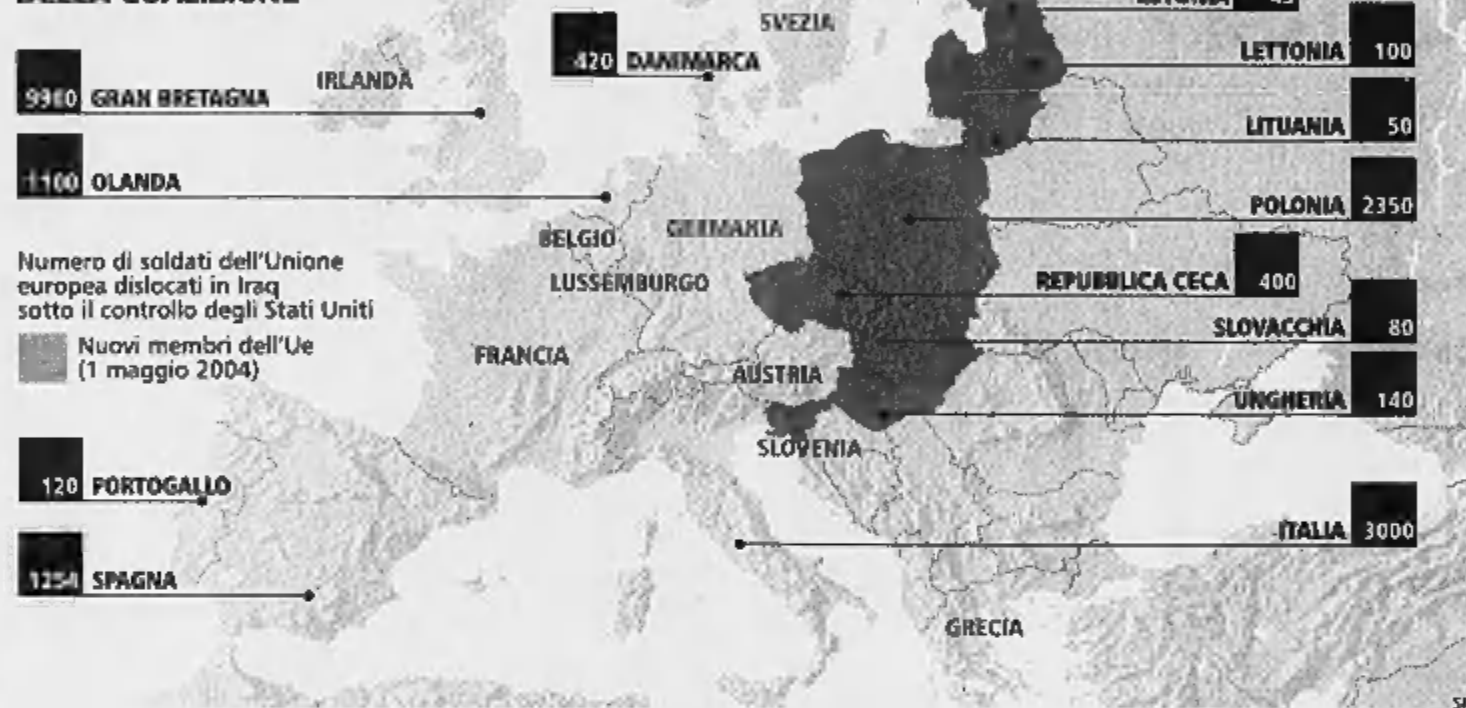 SVEZIA
420 DANIMARCA
IRLANDA
GRAN BRETAGNA
1100 OLANDA
LETTONIA 100
LITUANIA 50
POLONIA 2350
REPUBBLICA CECA 400
SLOVACCHIA 80
UNGHERIA 140
ITALIA 3000
BELGIO
GERMANIA
LUSSEMBURGO
Numero di soldati dell'Unione
europea dislocati in Iraq
sotto il controllo degli Stati Uniti
Nuovi membri dell'Ue
(1 maggio 2004)
FRANCIA
AUSTRIA
SLOVENIA
120 PORTOGALLO
SPAGNA
GRECIA